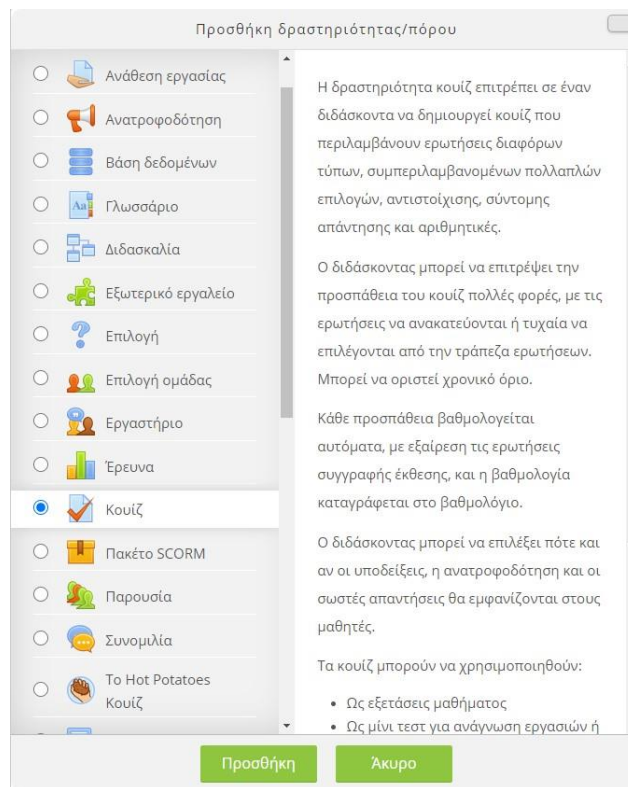 Προσθήκη δραστηριότητας/πόρου
Ανάθεση εργασίας
Ανατροφοδότηση
Βάση δεδομένων
Aa
Γλωσσάριο
Διδασκαλία
Εξωτερικό εργαλείο
Επιλογή
Επιλογή ομάδας
Εργαστήριο
Έρευνα
Κουίζ
Πακέτο SCORM
Παρουσία
Συνομιλία
Το Hot Potatoes
Κουίζ
Η δραστηριότητα κουίζ επιτρέπει σε έναν
διδάσκοντα να δημιουργεί κουίζ που
περιλαμβάνουν ερωτήσεις διαφόρων
τύπων, συμπεριλαμβανομένων πολλαπλών
επιλογών, αντιστοίχισης, σύντομης
απάντησης και αριθμητικές.
Ο διδάσκοντας μπορεί να επιτρέψει την
προσπάθεια του κουίζ πολλές φορές, με τις
ερωτήσεις να ανακατεύονται ή τυχαία να
επιλέγονται από την τράπεζα ερωτήσεων.
Μπορεί να οριστεί χρονικό όριο.
Κάθε προσπάθεια βαθμολογείται
αυτόματα, με εξαίρεση τις ερωτήσεις
συγγραφής έκθεσης, και η βαθμολογία
καταγράφεται στο βαθμολόγιο.
Ο διδάσκοντας μπορεί να επιλέξει πότε και
αν οι υποδείξεις, η ανατροφοδότηση και οι
σωστές απαντήσεις θα εμφανίζονται στους
μαθητές.
Τα κουίζ μπορούν να χρησιμοποιηθούν:
• Ως εξετάσεις μαθήματος
• Ως μίνι τεστ για ανάγνωση εργασιών ή
Προσθήκη
Άκυρο